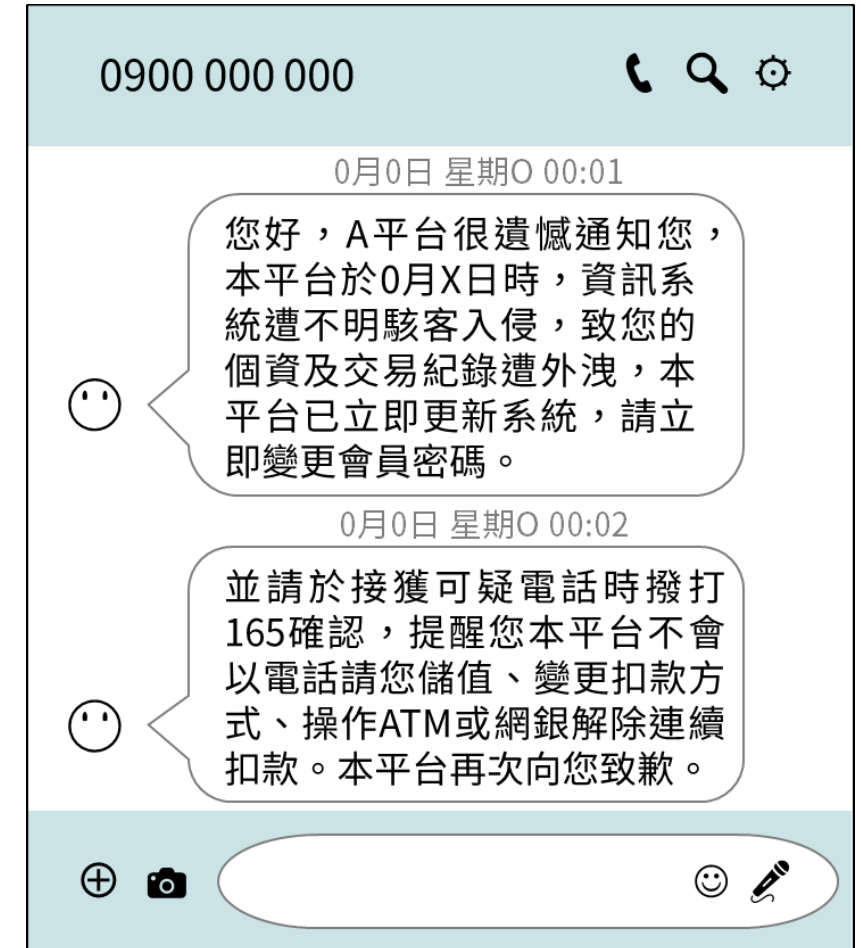 0900 000 000
0月0日 星期O 00:01
您好，A平台很遺憾通知您，
本平台於0月X日時，資訊系
統遭不明駭客入侵，致您的
個資及交易紀錄遭外洩，本
平台已立即更新系統，請立
即變更會員密碼。
0月0日 星期O 00:02
並請於接獲可疑電話時撥打
165確認，提醒您本平台不會
以電話請您儲值、變更扣款方
式、操作ATM或網銀解除連續
扣款。本平台再次向您致歉。